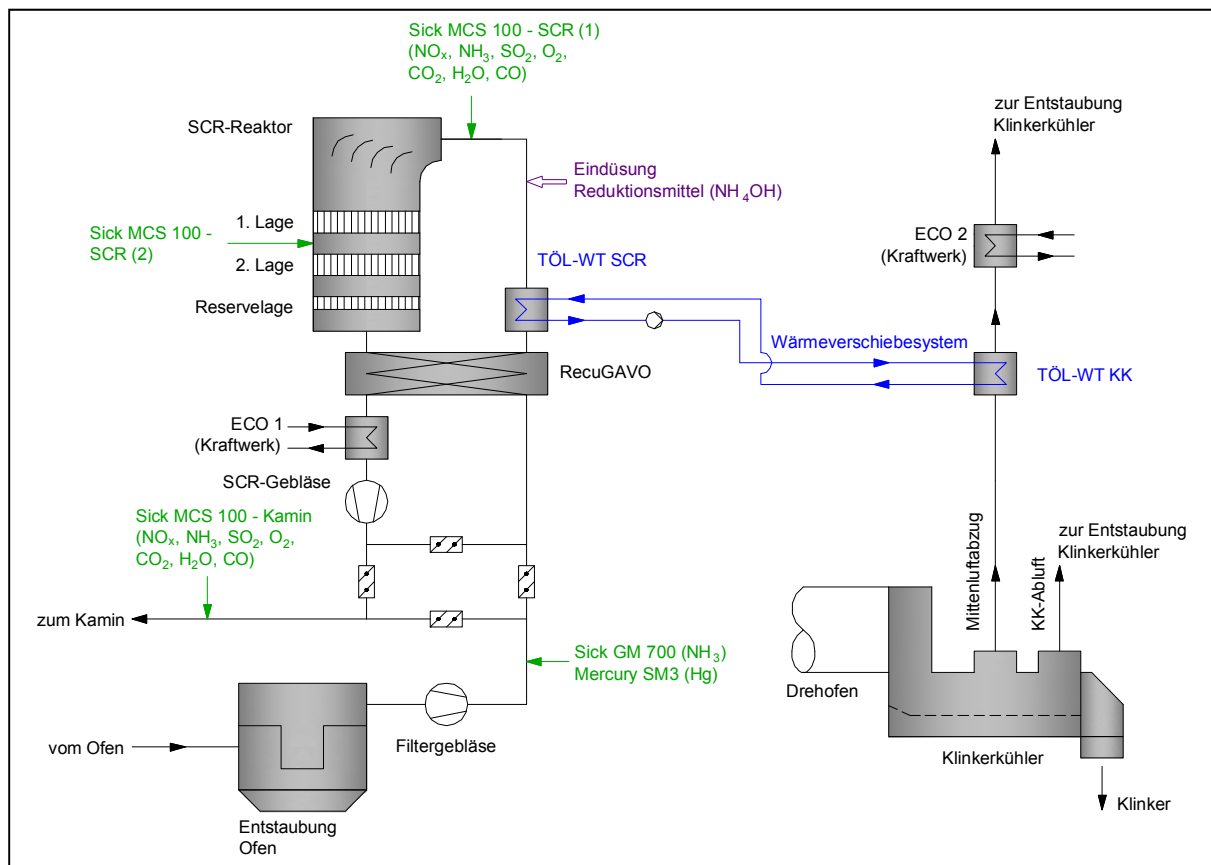 Sick MCS 100 - SCR (1)
(NOₓ, NH₃, SO₂, O₂,
CO₂, H₂O, CO)
SCR-Reaktor
Eindüsung
Reduktionsmittel (NH₄OH)
1. Lage
Sick MCS 100 -
SCR (2)
2. Lage
Reservelage
TÖL-WT SCR
RecuGAVO
Wärmeverschiebesystem
ECO 1
(Kraftwerk)
SCR-Gebläse
Sick MCS 100 - Kamin
(NOₓ, NH₃, SO₂, O₂,
CO₂, H₂O, CO)
zum Kamin
Sick GM 700 (NH₃)
Mercury SM3 (Hg)
vom Ofen
Filtergebläse
Entstaubung
Ofen
zur Entstaubung
Klinkerkühler
ECO 2
(Kraftwerk)
TÖL-WT KK
Mittenluftabzug
KK-Abluft
zur Entstaubung
Klinkerkühler
Drehofen
Klinkerkühler
Klinker